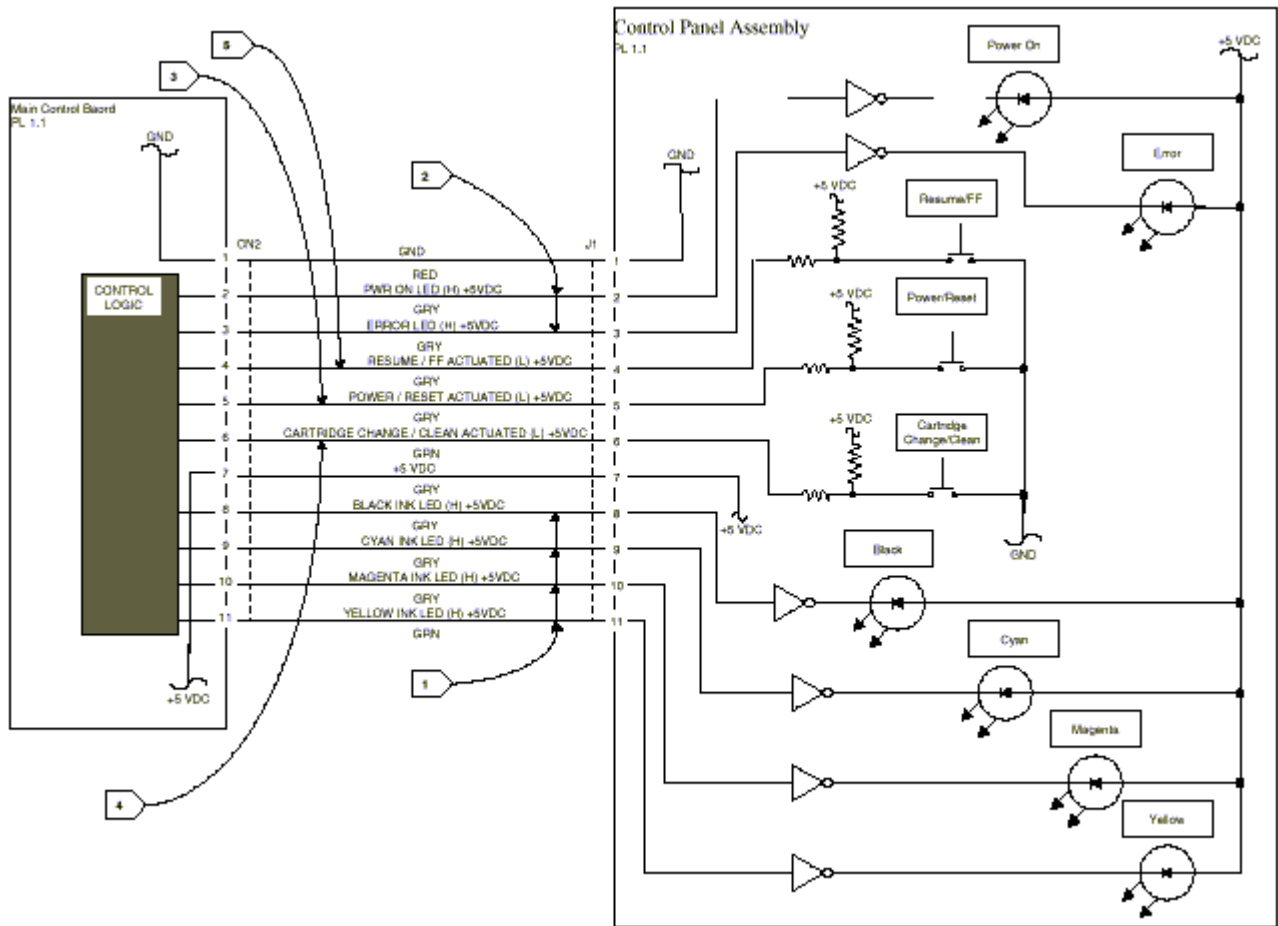 Control Panel Assembly
PL 1.1
Power On
+5 VDC
5
3
Main Control Baord
PL 1.1
GND
2
GND
Error
+5 VDC
Resume/FF
CN2
J1
1
GND
1
RED
2
PWR ON LED (H) +5VDC
2
GRY
3
ERROR LED (H) +5VDC
3
GRY
4
RESUME / FF ACTUATED (L) +5VDC
4
GRY
5
POWER / RESET ACTUATED (L) +5VDC
5
GRY
6
CARTRIDGE CHANGE / CLEAN ACTUATED (L) +5VDC
6
GRN
7
+5 VDC
7
GRY
8
BLACK INK LED (H) +5VDC
8
GRY
9
CYAN INK LED (H) +5VDC
9
GRY
10
MAGENTA INK LED (H) +5VDC
10
GRY
11
YELLOW INK LED (H) +5VDC
11
GRN
CONTROL
LOGIC
+5 VDC
Power/Reset
+5 VDC
Cartridge
Change/Clean
+5 VDC
GND
Black
1
+5 VDC
Cyan
Magenta
4
Yellow